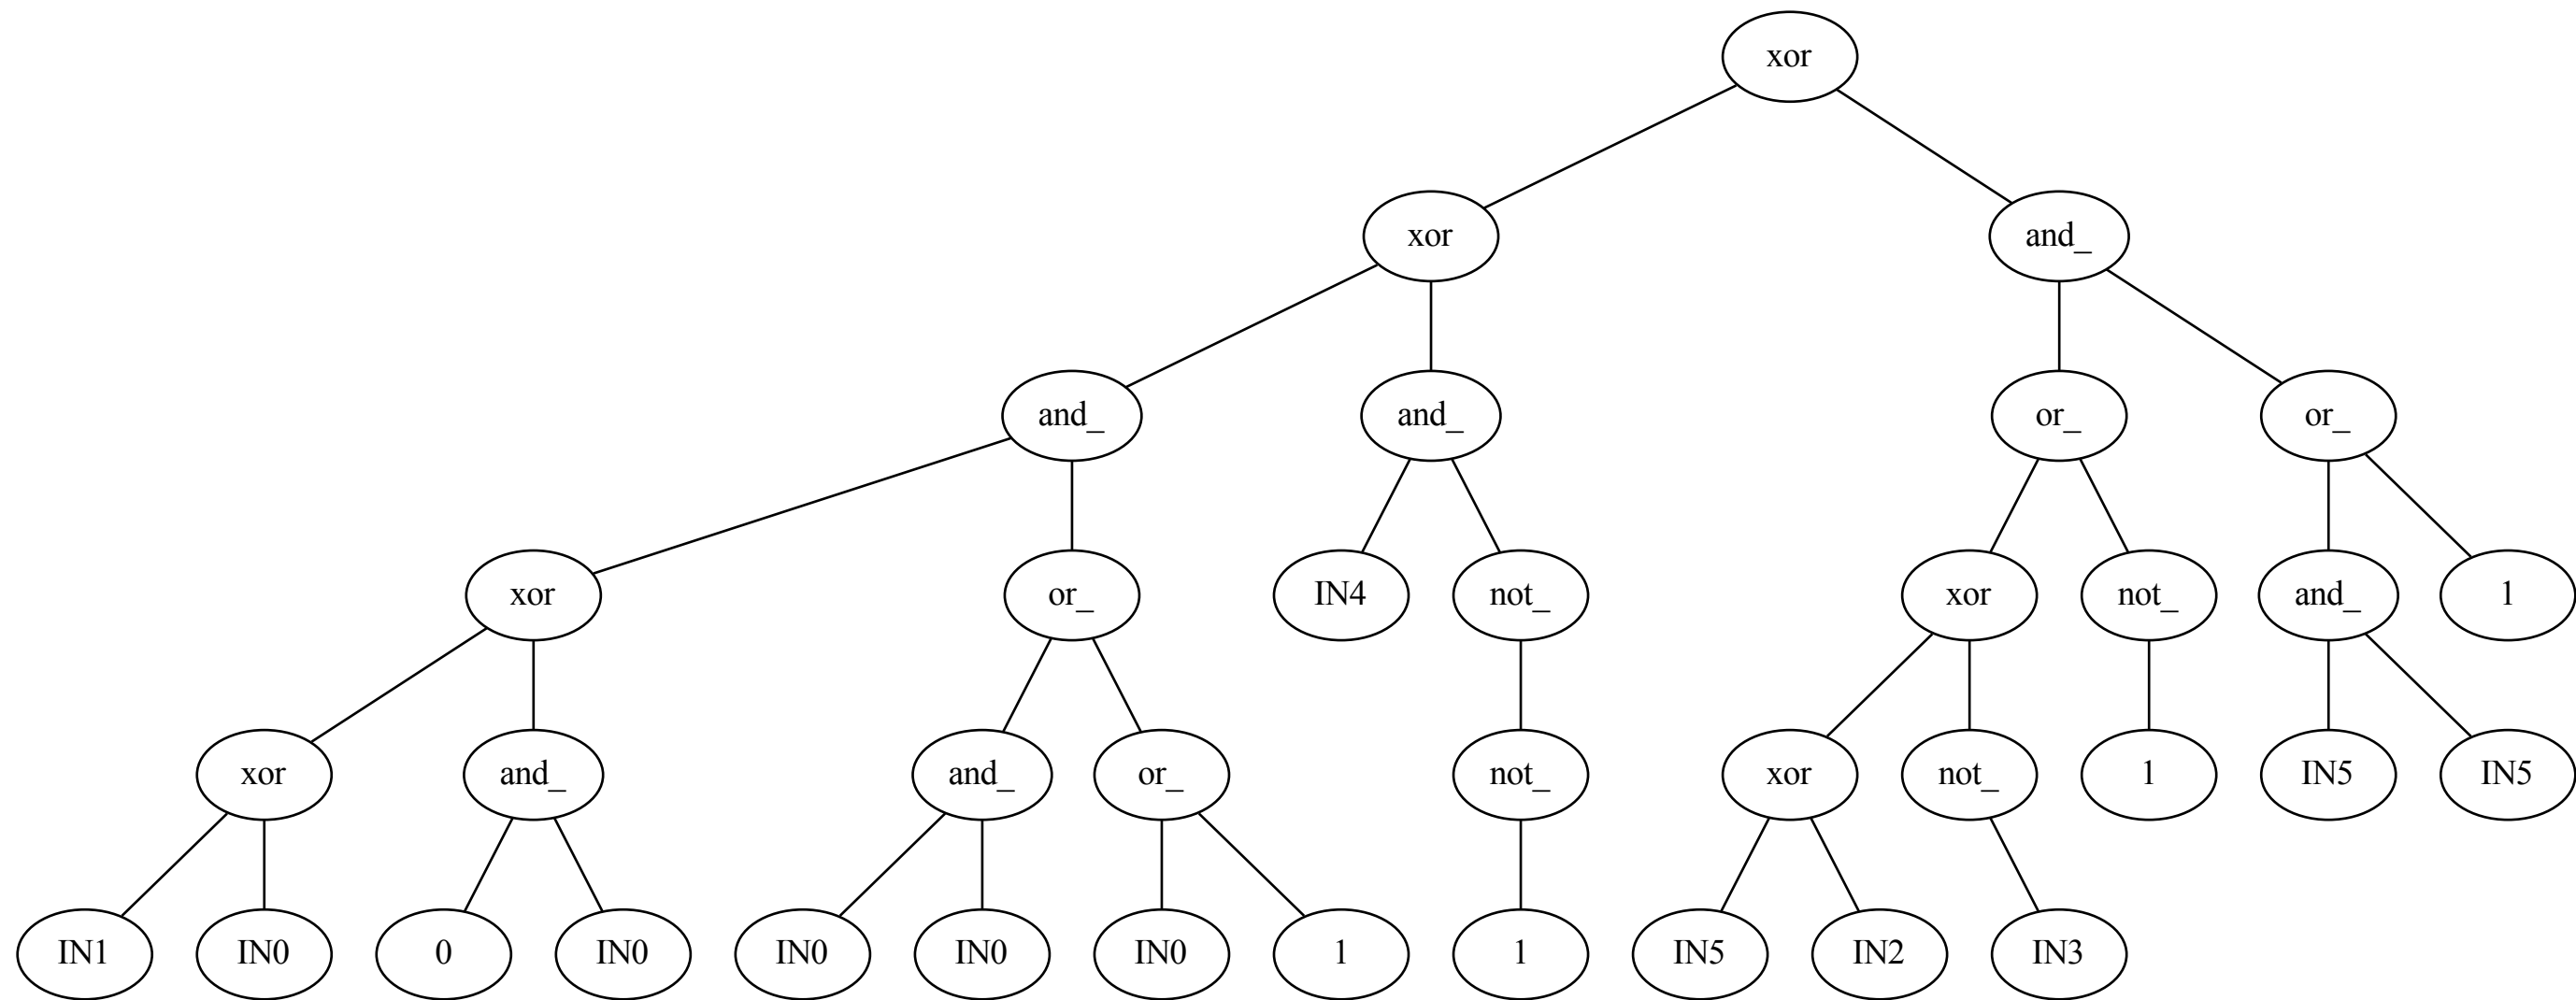 xor
xor
and_
and_
and_
or_
or_
xor
or_
IN4
not_
xor
not_
and_
1
xor
and_
and_
or_
not_
xor
not_
1
IN5
IN5
IN1
IN0
0
IN0
IN0
IN0
IN0
1
1
IN5
IN2
IN3